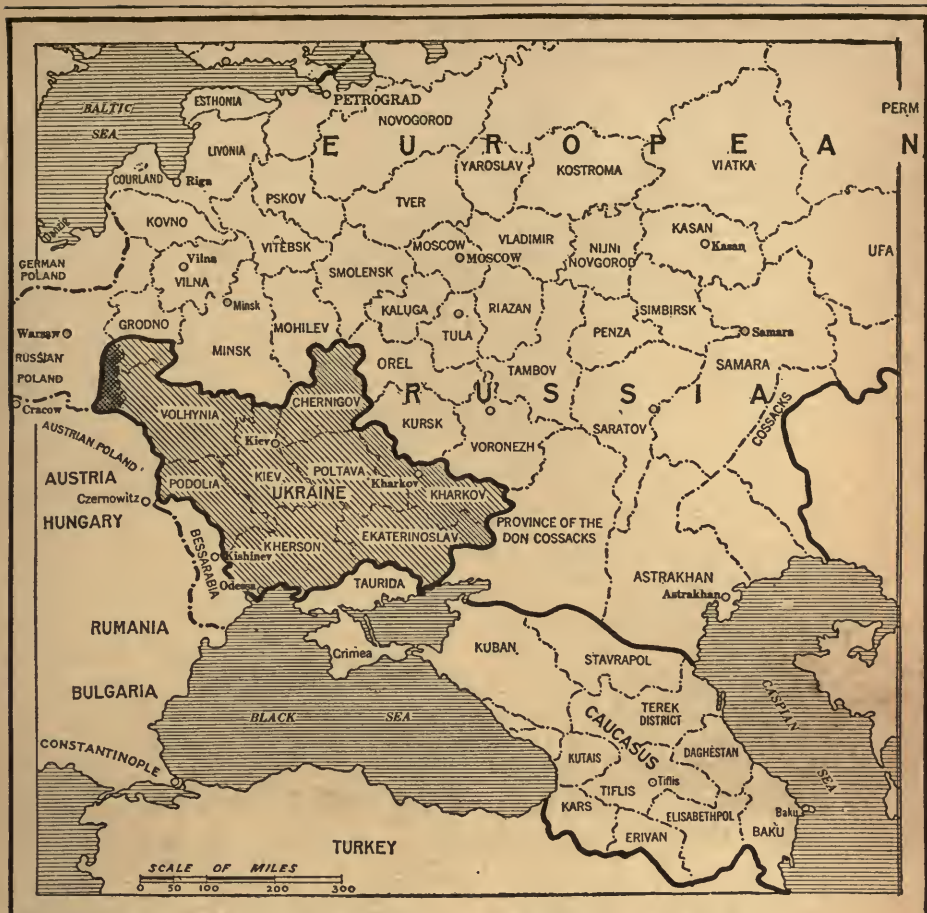 BALTIC
SEA
ESTHONIA
PETROGRAD
NOVOGOROD
PERM
EUROPEAN
LIVONIA
YAROSLAV
KOSTROMA
VIATKA
COURLAND
Riga
PSKOV
TVER
KOVNO
Danzig
VITEBSK
MOSCOW
MOSCOW
VLADIMIR
NIJNI
NOVGOROD
KASAN
Kasan
UFA
GERMAN
POLAND
Vilna
VILNA
SMOLENSK
Minsk
KALUGA
TULA
RIAZAN
SIMBIRSK
PENZA
Samara
SAMARA
Warsaw
GRODNO
MINSK
MOHILEV
RUSSIAN
POLAND
OREL
TAMBOV
RUSSIA
COSSACKS
Cracow
VOLHYNIA
CHERNIGOV
KURSK
VORONEZH
SARATOV
AUSTRIAN POLAND
Kiev
AUSTRIA
HUNGARY
PODOLIA
KIEV
POLTAVA
Kharkov
KHARKOV
UKRAINE
Czernowitz
PROVINCE OF THE
DON COSSACKS
EKATERINOSLAV
KHERSON
BESSARABIA
Kishinev
Odessa
TAURIDA
ASTRAKHAN
Astrakhan
RUMANIA
Crimea
KUBAN
STAVRAPOL
BULGARIA
BLACK SEA
TEREK
DISTRICT
CAUCASUS
CASPIAN
SEA
CONSTANTINOPLE
KUTAIS
DAGHESTAN
TIFLIS
Tiflis
KARS
ELISABETHPOL
Baku
BAKU
ERIVAN
TURKEY
SCALE OF MILES
0 50 100 200 300